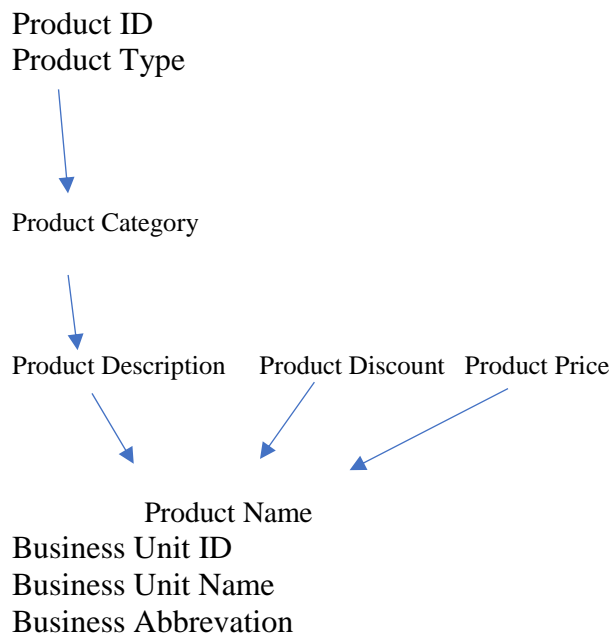 Product ID
Product Type
Product Category
Product Description Product Discount Product Price
Product Name
Business Unit ID
Business Unit Name
Business Abbrevation